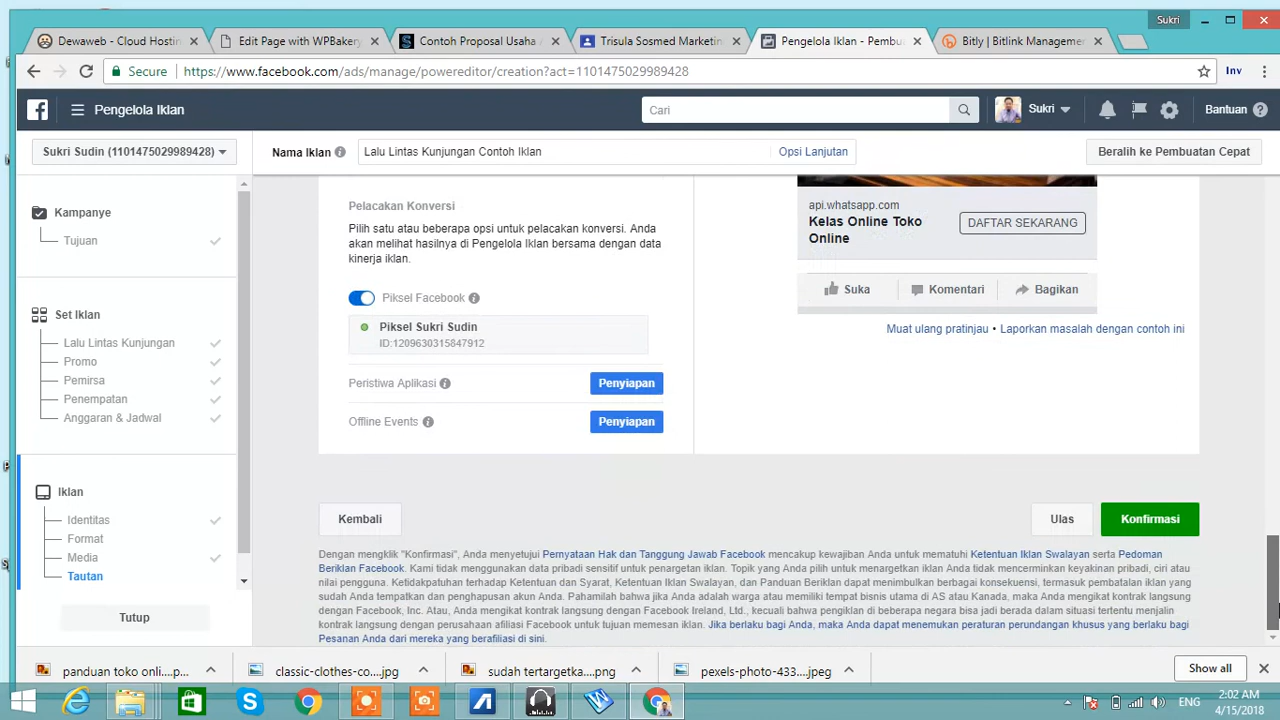 Sukri
Dewaweb - Cloud Hostin
Edit Page with WPBaker
Contoh Proposal Usaha
Trisula Sosmed Marketin
Pengelola Iklan - Pembu
Bitly | Bitlink Manageme
Secure
https://www.facebook.com/ads/manage/powereditor/creation?act=1101475029989428
Inv
Pengelola Iklan
Cari
Sukri
Bantuan
Sukri Sudin (1101475029989428)
Nama Iklan
Lalu Lintas Kunjungan Contoh Iklan
Opsi Lanjutan
Beralih ke Pembuatan Cepat
Kampanye
Tujuan
Set Iklan
Lalu Lintas Kunjungan
Promo
Pemirsa
Penempatan
Anggaran & Jadwal
Iklan
Identitas
Format
Media
Tautan
Tutup
Pelacakan Konversi
Pilih satu atau beberapa opsi untuk pelacakan konversi. Anda
akan melihat hasilnya di Pengelola Iklan bersama dengan data
kinerja iklan.
Piksel Facebook
Piksel Sukri Sudin
ID:1209630315847912
Peristiwa Aplikasi
Penyiapan
Offline Events
Penyiapan
api.whatsapp.com
Kelas Online Toko
Online
DAFTAR SEKARANG
Suka
Komentari
Bagikan
Muat ulang pratinjau • Laporkan masalah dengan contoh ini
Kembali
Ulas
Konfirmasi
Dengan mengklik "Konfirmasi", Anda menyetujui Pernyataan Hak dan Tanggung Jawab Facebook mencakup kewajiban Anda untuk mematuhi Ketentuan Iklan Swalayan serta Pedoman
Beriklan Facebook. Kami tidak menggunakan data pribadi sensitif untuk penargetan iklan. Topik yang Anda pilih untuk menargetkan iklan Anda tidak mencerminkan keyakinan pribadi, ciri atau
nilai pengguna. Ketidakpatuhan terhadap Ketentuan dan Syarat, Ketentuan Iklan Swalayan, dan Panduan Beriklan dapat menimbulkan berbagai konsekuensi, termasuk pembatalan iklan yang
sudah Anda tempatkan dan penghapusan akun Anda. Pahamilah bahwa jika Anda adalah warga atau memiliki tempat bisnis utama di AS atau Kanada, maka Anda mengikat kontrak langsung
dengan Facebook, Inc. Atau, Anda mengikat kontrak langsung dengan Facebook Ireland, Ltd., kecuali bahwa pengiklan di beberapa negara bisa jadi berada dalam situasi tertentu menjalin
kontrak langsung dengan perusahaan afiliasi Facebook untuk tujuan memesan iklan. Jika berlaku bagi Anda, maka Anda dapat menemukan peraturan perundangan khusus yang berlaku bagi
Pesanan Anda dari mereka yang berafiliasi di sini.
panduan toko onli....p...
classic-clothes-co....jpg
sudah tertargetka....png
pexels-photo-433....jpeg
Show all
ENG
2:02 AM
4/15/2018